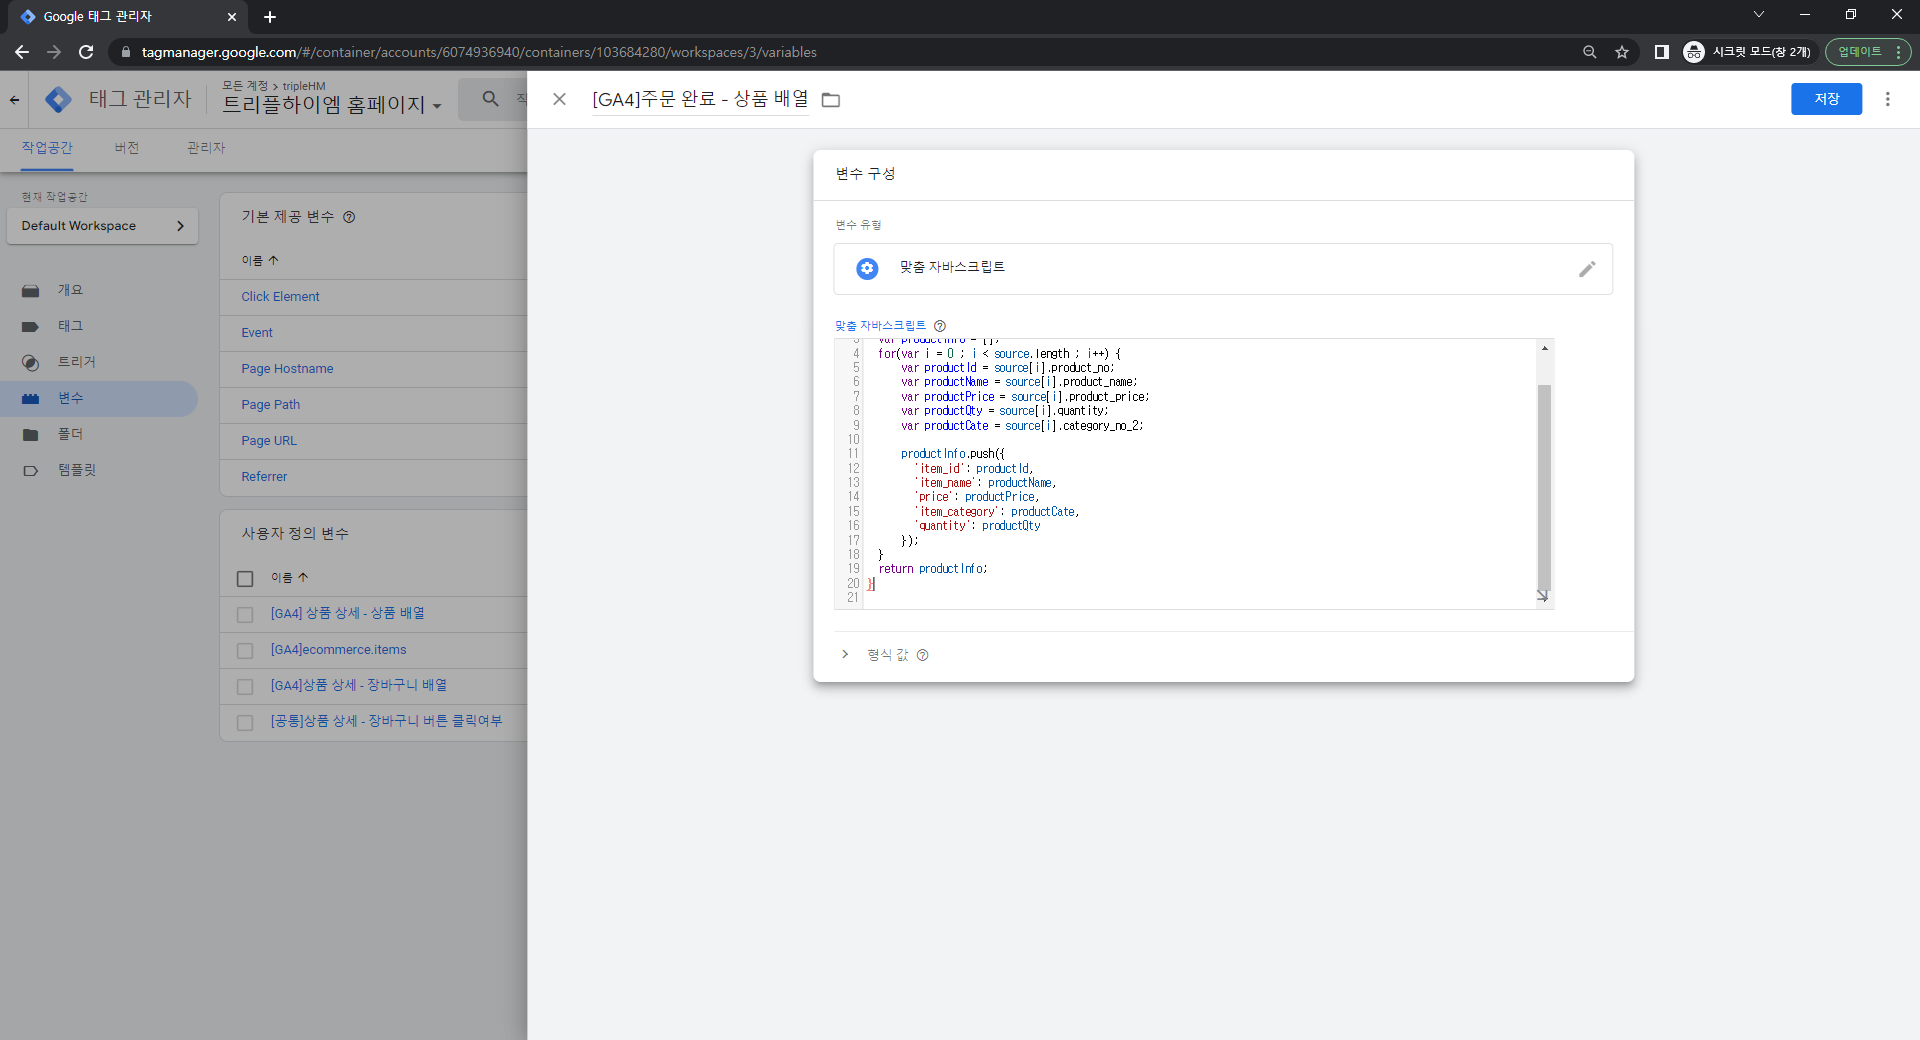 Google 태그 관리자
tagmanager.google.com/#/container/accounts/6074936940/containers/103684280/workspaces/3/variables
시크릿 모드(창 2개)
업데이트
태그 관리자
모든 계정 > tripleHM
트리플하이엠 홈페이지
[GA4]주문 완료 - 상품 배열
저장
작업공간
버전
관리자
현재 작업공간
Default Workspace
개요
태그
트리거
변수
폴더
템플릿
기본 제공 변수
이름
Click Element
Event
Page Hostname
Page Path
Page URL
Referrer
사용자 정의 변수
이름
[GA4] 상품 상세 - 상품 배열
[GA4]ecommerce.items
[GA4]상품 상세 - 장바구니 배열
[공통]상품 상세 - 장바구니 버튼 클릭여부
변수 구성
변수 유형
맞춤 자바스크립트
맞춤 자바스크립트
3 var productInfo = [];
4 for(var i = 0 ; i < source.length ; i++) {
5 var productId = source[i].product_no;
6 var productName = source[i].product_name;
7 var productPrice = source[i].product_price;
8 var productQty = source[i].quantity;
9 var productCate = source[i].category_no_2;
10
11 productInfo.push({
12 'item_id': productId,
13 'item_name': productName,
14 'price': productPrice,
15 'item_category': productCate,
16 'quantity': productQty
17 });
18 }
19 return productInfo;
20 }
21
형식 값